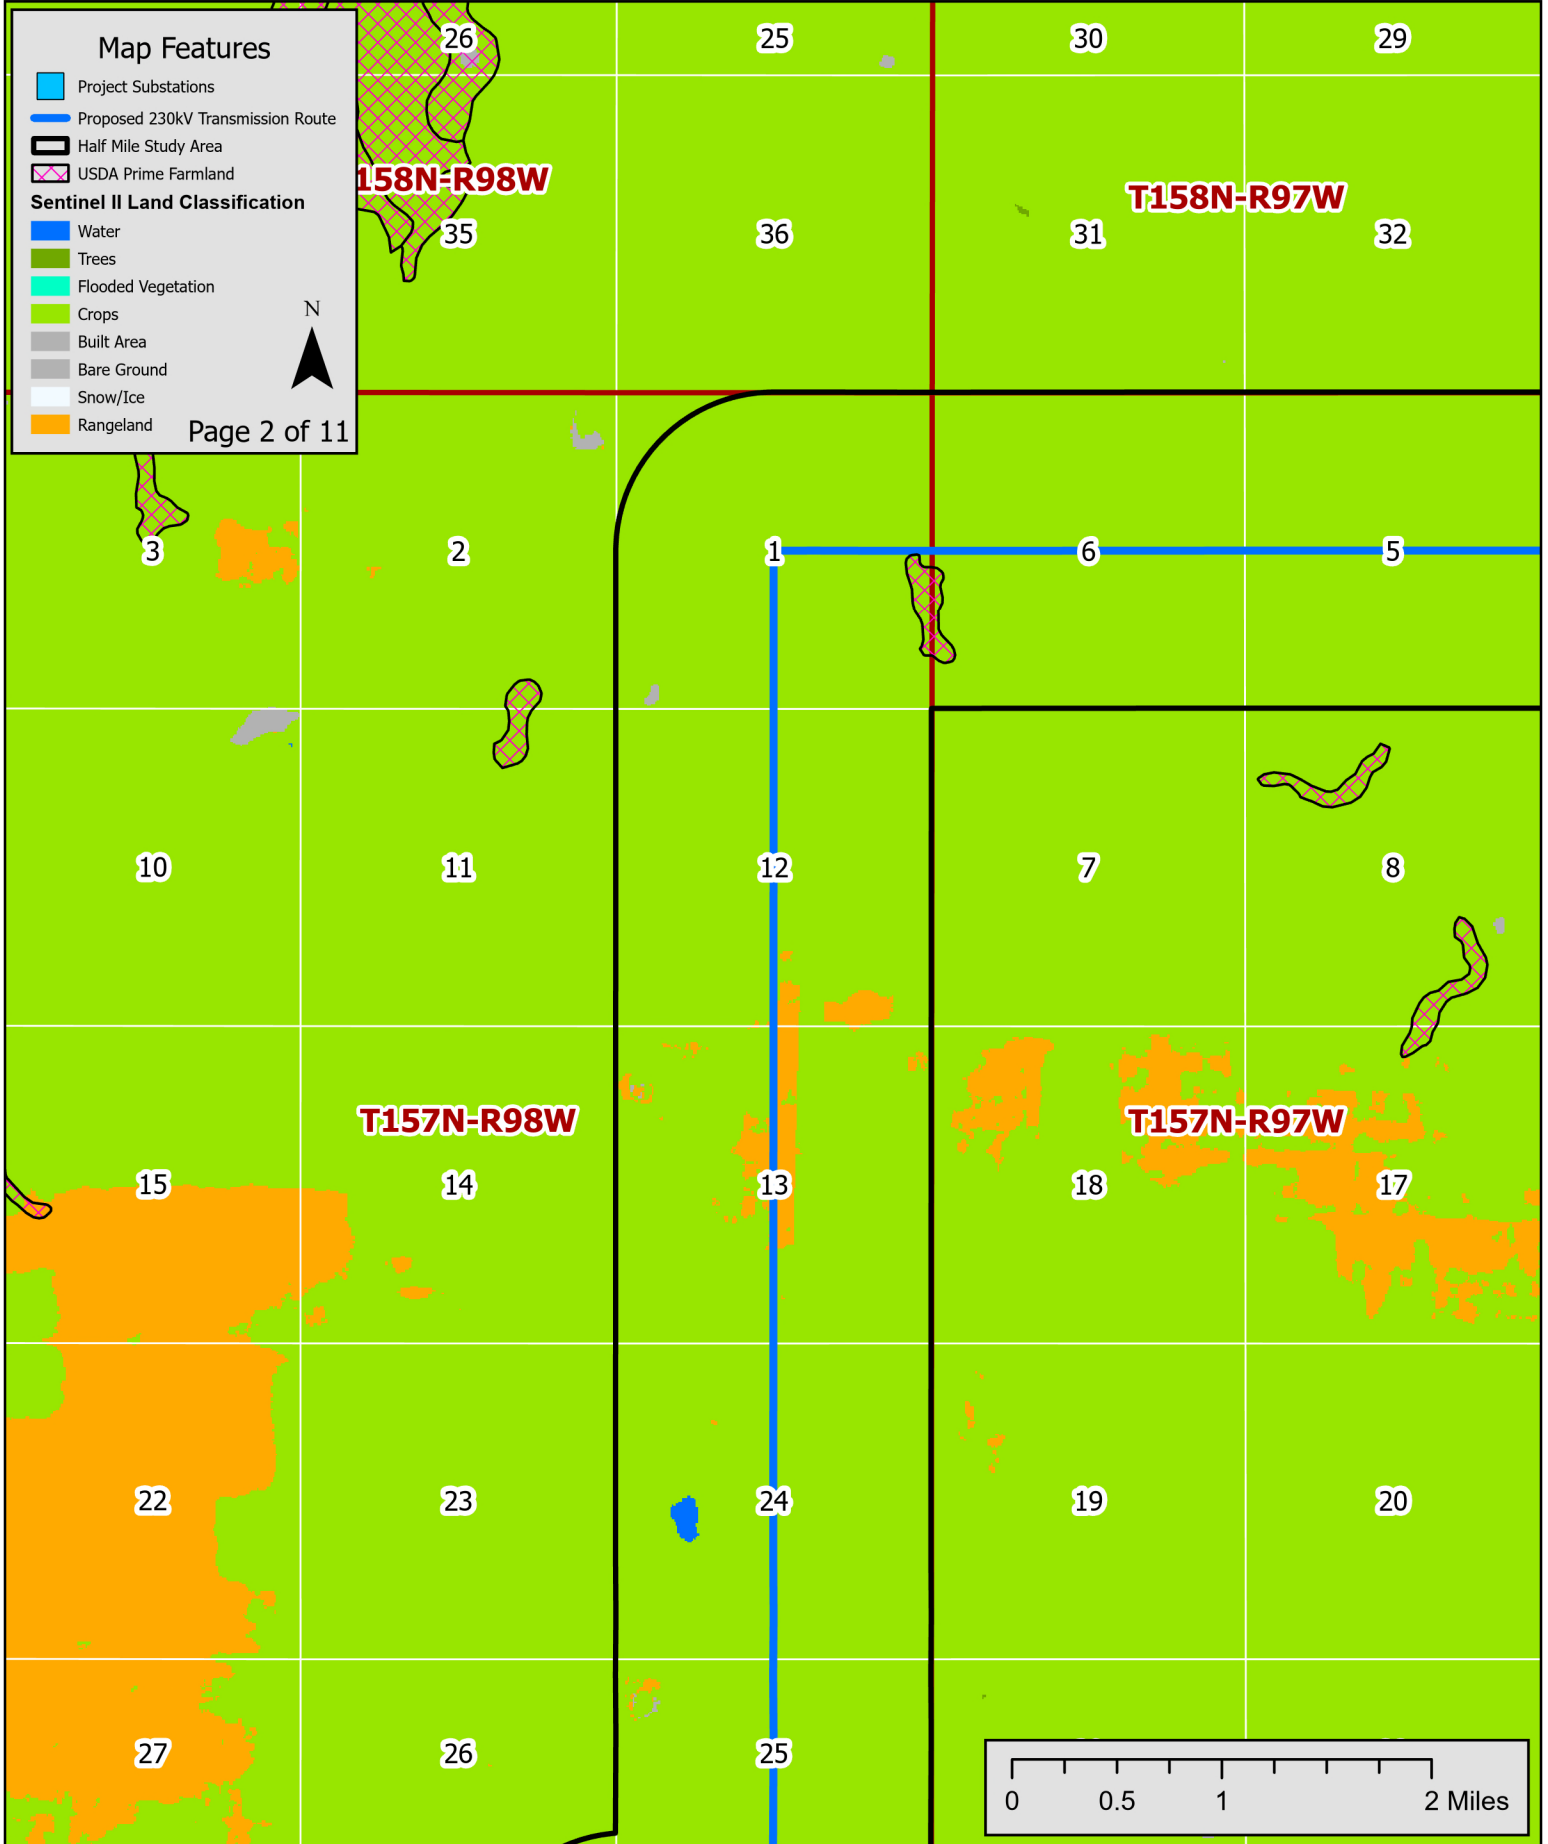 Map Features
Project Substations
Proposed 230kV Transmission Route
Half Mile Study Area
USDA Prime Farmland
Sentinel II Land Classification
Water
Trees
Flooded Vegetation
Crops
Built Area
Bare Ground
Snow/Ice
Rangeland
N
Page 2 of 11
26 25 30 29
158N-R98W T158N-R97W
35 36 31 32
3 2 1 6 5
10 11 12 7 8
T157N-R98W T157N-R97W
15 14 13 18 17
22 23 24 19 20
27 26 25
0 0.5 1 2 Miles